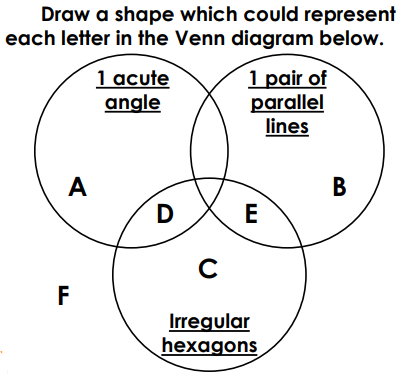 Draw a shape which could represent
each letter in the Venn diagram below.
1 acute
angle
1 pair of
parallel
lines
A
B
D
E
C
F
Irregular
hexagons